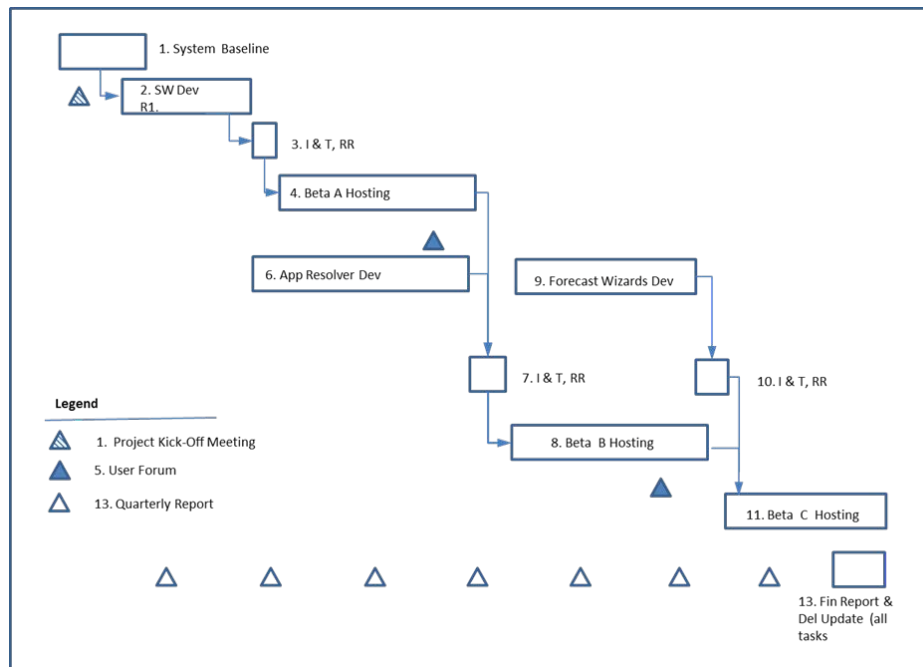 1. System Baseline
2. SW Dev
R1.
3. I & T, RR
4. Beta A Hosting
6. App Resolver Dev
9. Forecast Wizards Dev
7. I & T, RR
10. I & T, RR
Legend
1. Project Kick-Off Meeting
8. Beta B Hosting
5. User Forum
13. Quarterly Report
11. Beta C Hosting
13. Fin Report &
Del Update (all
tasks